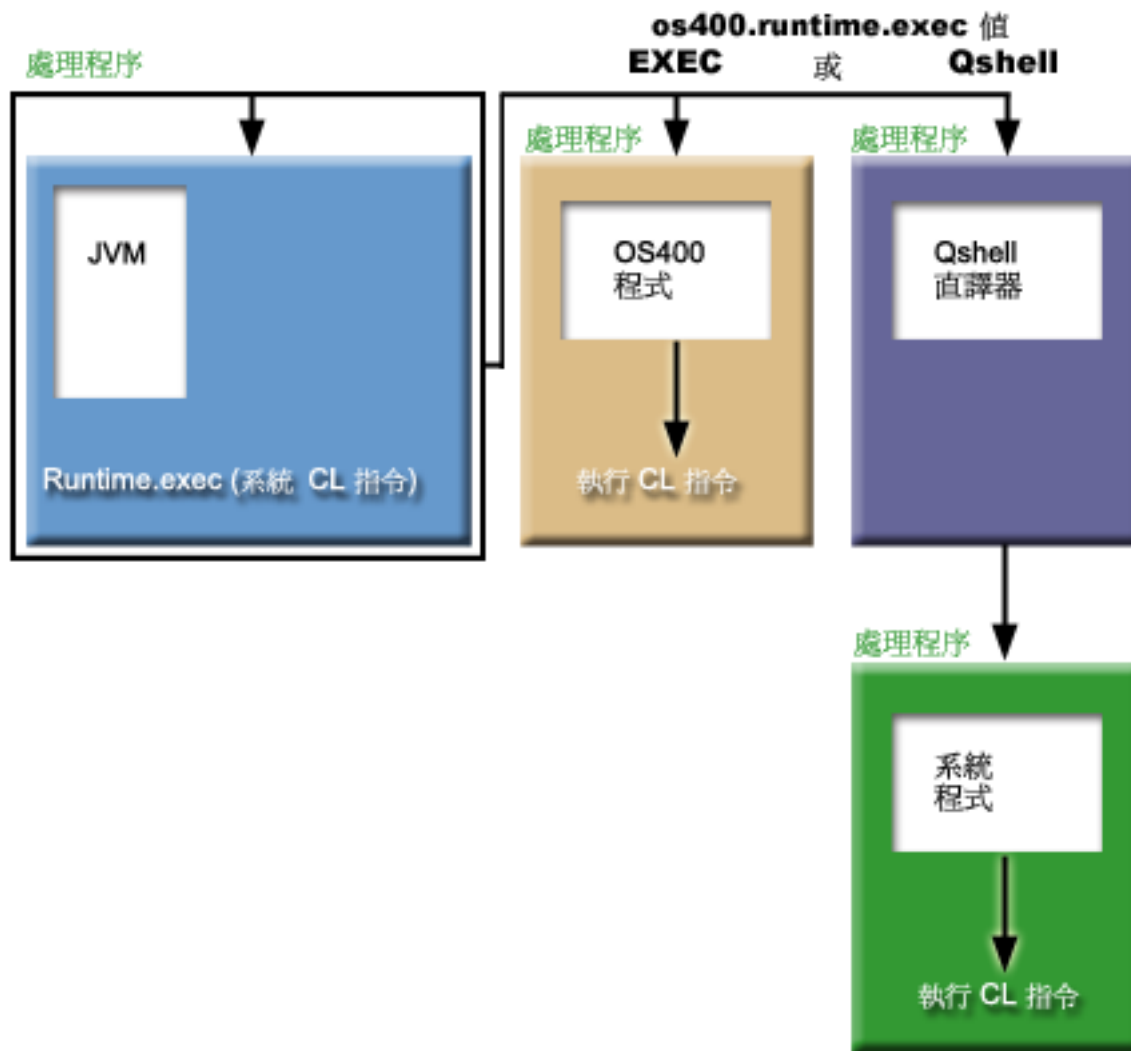 os400.runtime.exec 值
EXEC 或 Qshell
處理程序
處理程序
處理程序
JVM
OS400
程式
Qshell
直譯器
Runtime.exec (系統 CL 指令)
執行 CL 指令
處理程序
系統
程式
執行 CL 指令